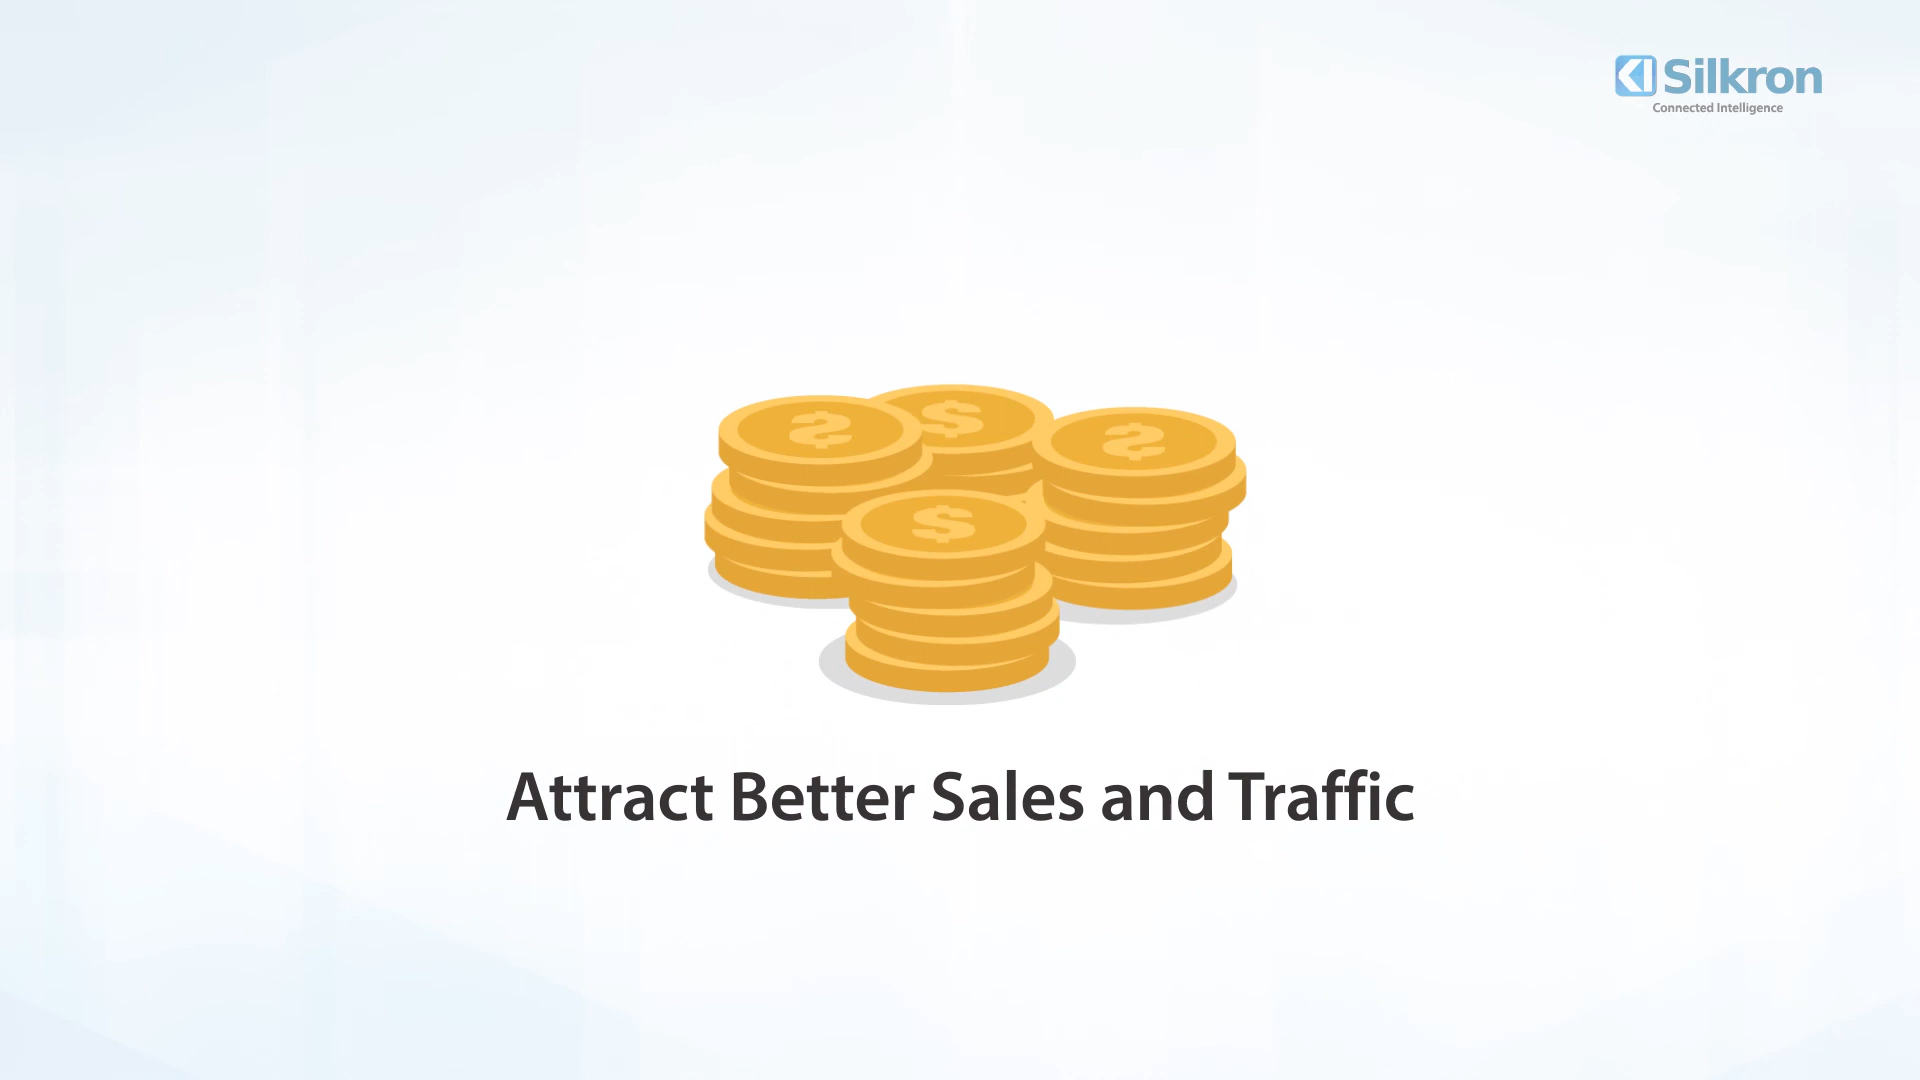 Silkron
Connected Intelligence
$
$
$
$
Attract Better Sales and Traffic